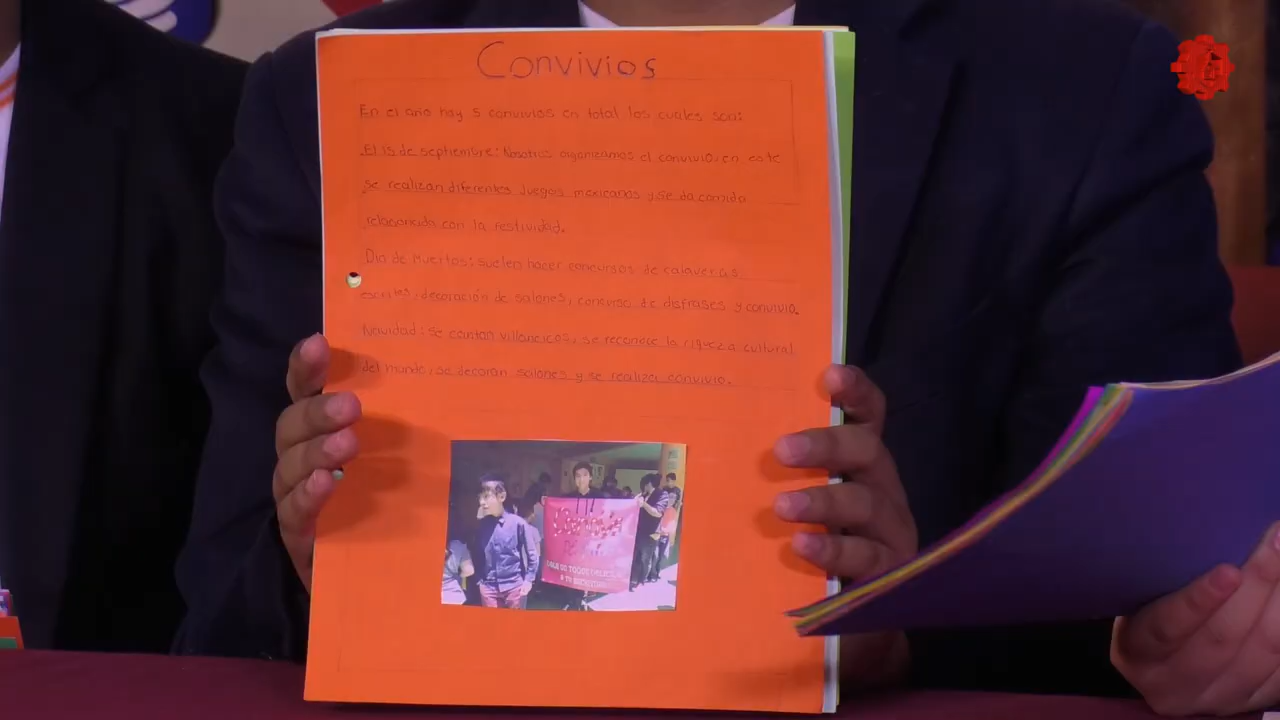 Convivios
En el año hay 5 convivios en total los cuales son:
El 15 de septiembre: Nosotros organizamos el convivio, en este
se realizan diferentes Juegos mexicanos y se da comida
relacioncida con la festividad.
Dia de Muertos: suelen hacer concursos de calaveras
escritas, decoración de salones, concurso de disfrases y convivio.
Navidad: se cantan villancicos, se reconoce la riqueza cultural
del mundo, se decoran salones y se realiza convivio.